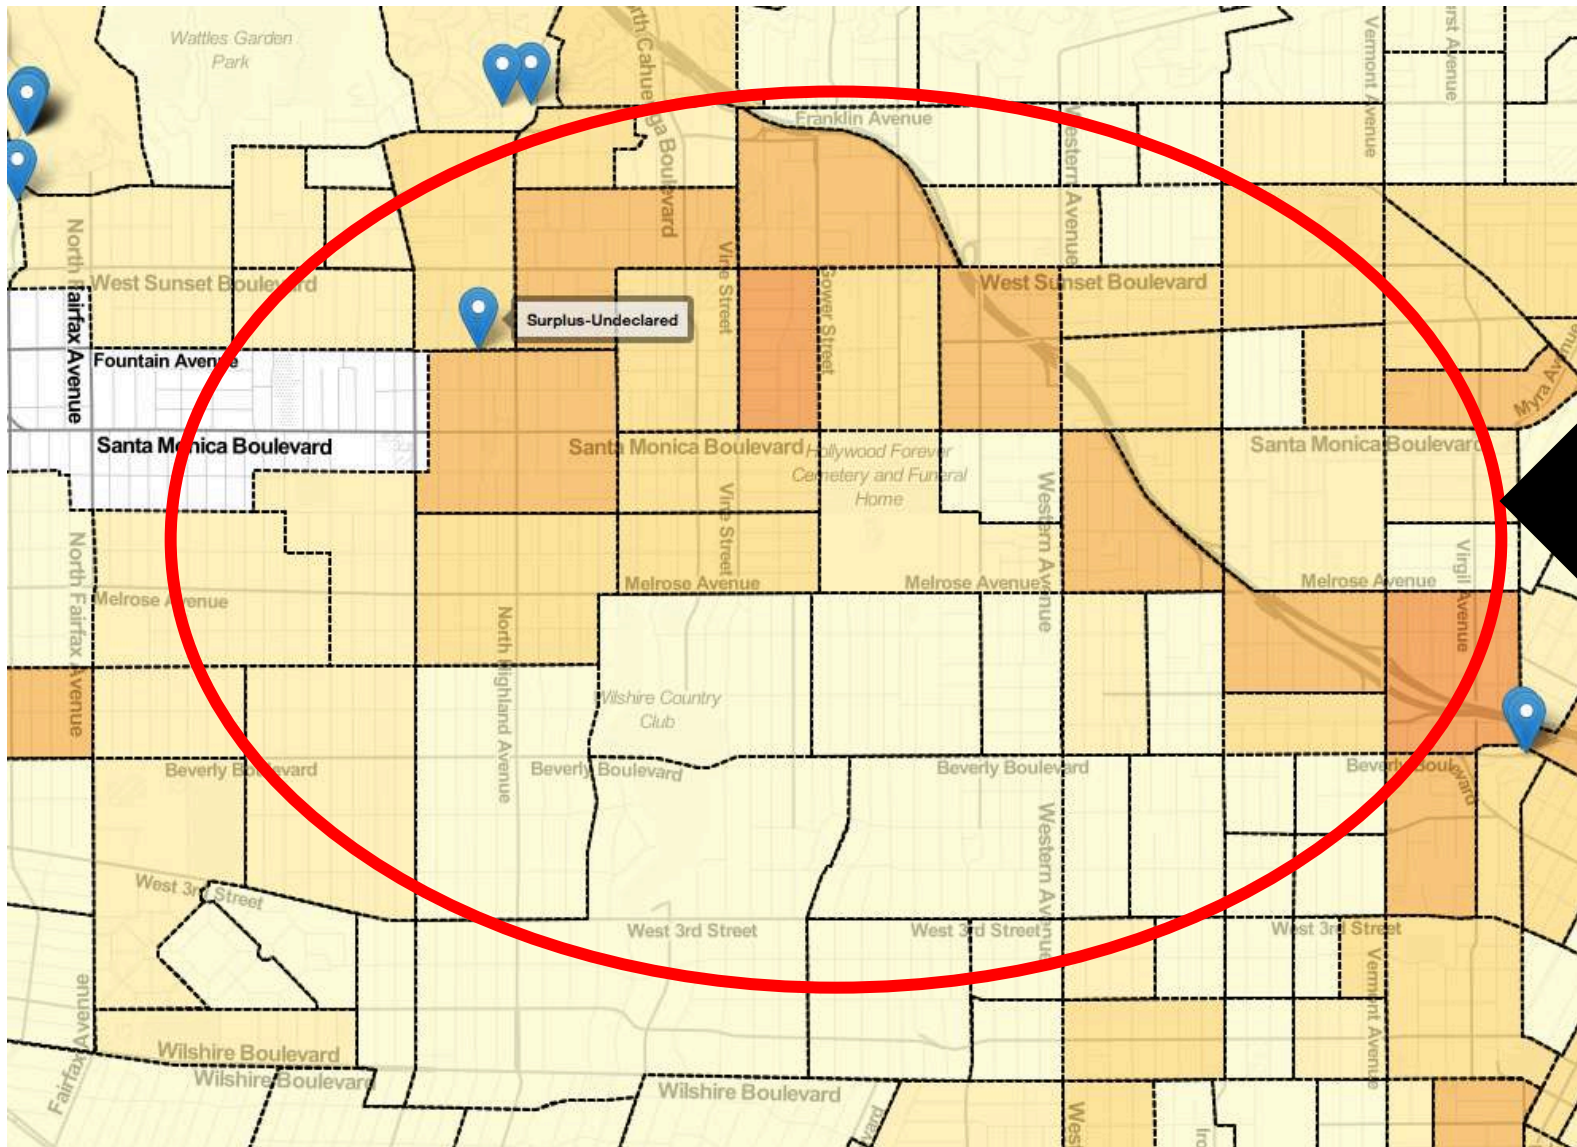 Wattles Garden
Park
North Cahuenga Boulevard
Franklin Avenue
Western Avenue
Vermont Avenue
North Fairfax Avenue
West Sunset Boulevard
Vine Street
Gower Street
West Sunset Boulevard
Surplus-Undeclared
Fountain Avenue
Myra Avenue
Santa Monica Boulevard
Santa Monica Boulevard
Hollywood Forever
Cemetery and Funeral
Home
Santa Monica Boulevard
North Fairfax Avenue
Vine Street
Western Avenue
Virgil Avenue
Melrose Avenue
Melrose Avenue
Melrose Avenue
Melrose Avenue
North Highland Avenue
Wilshire Country
Club
Beverly Boulevard
Beverly Boulevard
Beverly Boulevard
Beverly Boulevard
Western Avenue
West 3rd Street
West 3rd Street
West 3rd Street
West 3rd Street
Fairfax Avenue
Vermont Avenue
Wilshire Boulevard
Wilshire Boulevard
Wilshire Boulevard